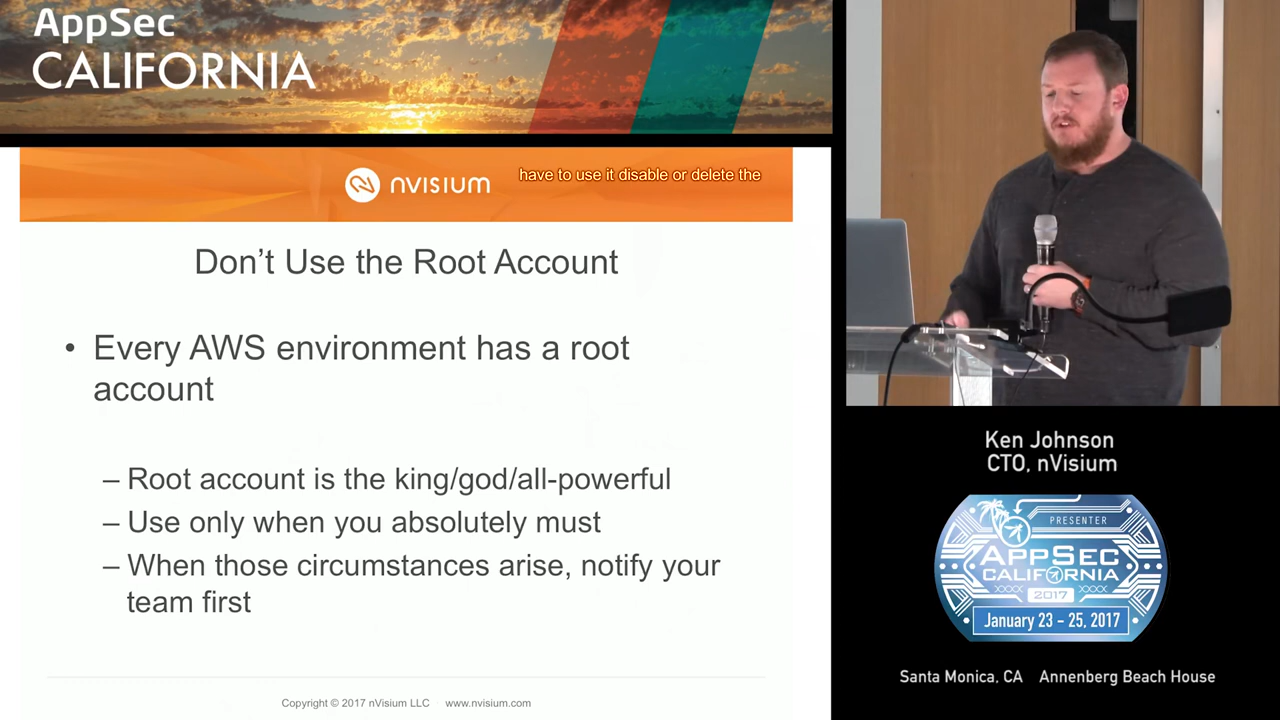 AppSec
CALIFORNIA
nVISIUM
have to use it disable or delete the
Don’t Use the Root Account
• Every AWS environment has a root
account
– Root account is the king/god/all-powerful
– Use only when you absolutely must
– When those circumstances arise, notify your
team first
Copyright © 2017 nVisium LLC · www.nvisium.com
Ken Johnson
CTO, nVisium
PRESENTER
APPSEC
CALIFORNIA
XXXX 2017 XXXX
January 23 - 25, 2017
Santa Monica, CA Annenberg Beach House